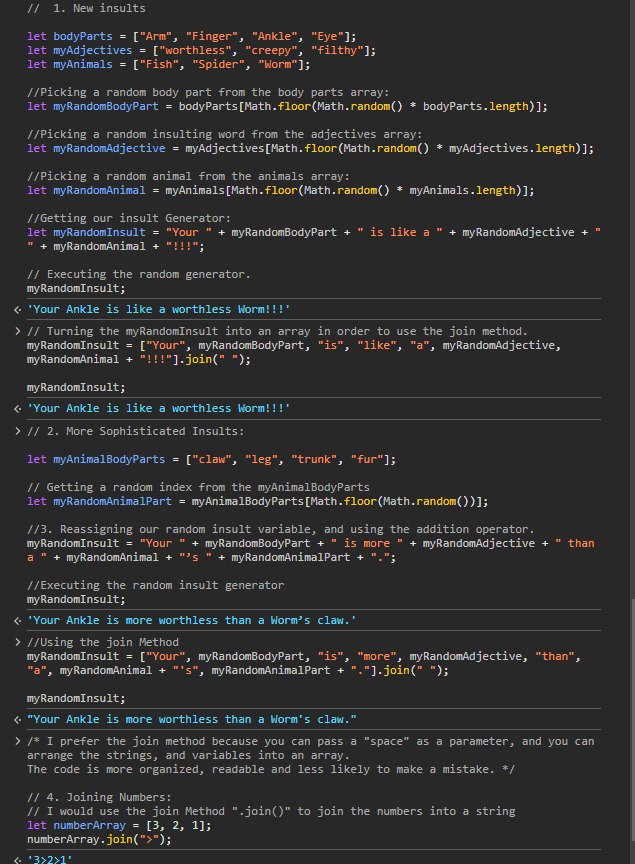 //  1. New insults
let bodyParts = ["Arm", "Finger", "Ankle", "Eye"];
let myAdjectives = ["worthless", "creepy", "filthy"];
let myAnimals = ["Fish", "Spider", "Worm"];
//Picking a random body part from the body parts array:
let myRandomBodyPart = bodyParts[Math.floor(Math.random() * bodyParts.length)];
//Picking a random insulting word from the adjectives array:
let myRandomAdjective = myAdjectives[Math.floor(Math.random() * myAdjectives.length)];
//Picking a random animal from the animals array:
let myRandomAnimal = myAnimals[Math.floor(Math.random() * myAnimals.length)];
//Getting our insult Generator:
let myRandomInsult = "Your " + myRandomBodyPart + " is like a " + myRandomAdjective + "
" + myRandomAnimal + "!!!";
// Executing the random generator.
myRandomInsult;
'Your Ankle is like a worthless Worm!!!'
> // Turning the myRandomInsult into an array in order to use the join method.
myRandomInsult = ["Your", myRandomBodyPart, "is", "like", "a", myRandomAdjective,
myRandomAnimal + "!!!"].join(" ");
myRandomInsult;
'Your Ankle is like a worthless Worm!!!'
> // 2. More Sophisticated Insults:
let myAnimalBodyParts = ["claw", "leg", "trunk", "fur"];
// Getting a random index from the myAnimalBodyParts
let myRandomAnimalPart = myAnimalBodyParts[Math.floor(Math.random())];
//3. Reassigning our random insult variable, and using the addition operator.
myRandomInsult = "Your " + myRandomBodyPart + " is more " + myRandomAdjective + " than
a " + myRandomAnimal + "’s " + myRandomAnimalPart + ".";
//Executing the random insult generator
myRandomInsult;
'Your Ankle is more worthless than a Worm’s claw.'
> //Using the join Method
myRandomInsult = ["Your", myRandomBodyPart, "is", "more", myRandomAdjective, "than",
"a", myRandomAnimal + "'s", myRandomAnimalPart + "."].join(" ");
myRandomInsult;
"Your Ankle is more worthless than a Worm's claw."
> /* I prefer the join method because you can pass a "space" as a parameter, and you can
arrange the strings, and variables into an array.
The code is more organized, readable and less likely to make a mistake. */
// 4. Joining Numbers:
// I would use the join Method ".join()" to join the numbers into a string
let numberArray = [3, 2, 1];
numberArray.join(">");
'3>2>1'